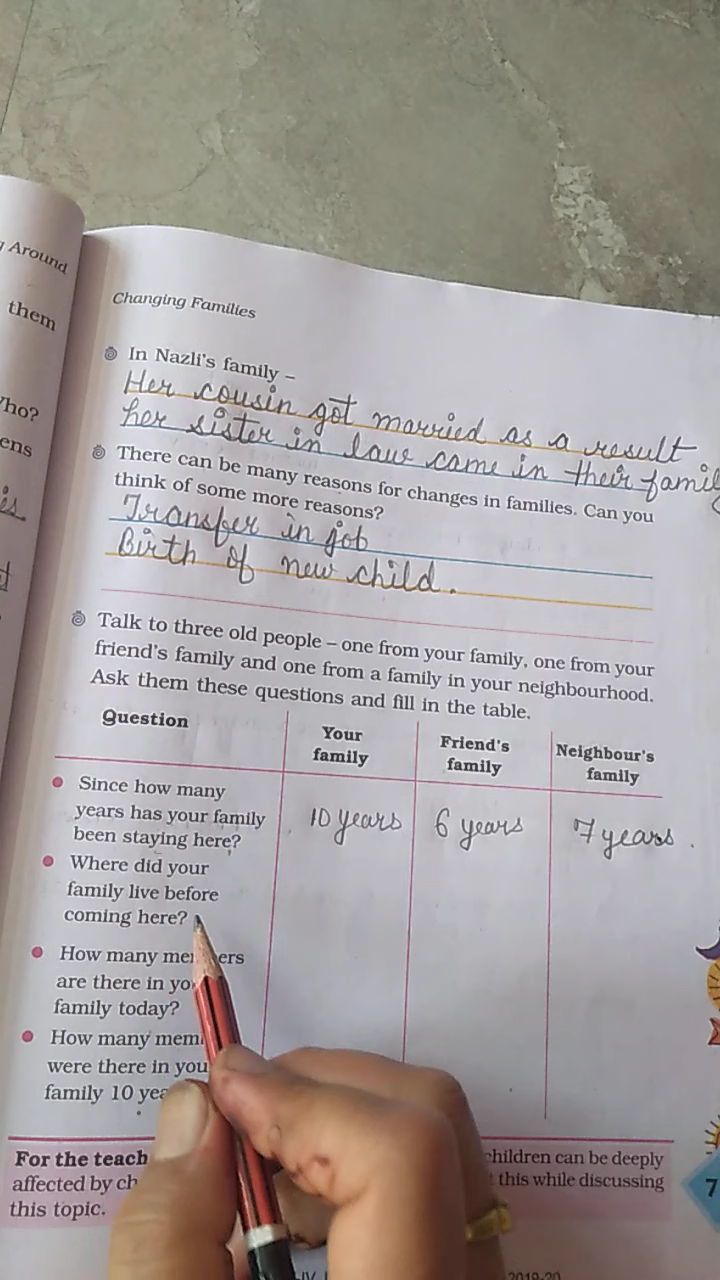 Around
them
ho?
ens
Changing Families
In Nazli's family –
Her cousin got married as a result
her sister in law came in their family
There can be many reasons for changes in families. Can you
think of some more reasons?
Transfer in job
Birth of new child.
Talk to three old people – one from your family, one from your
friend's family and one from a family in your neighbourhood.
Ask them these questions and fill in the table.
Question Your family Friend's family Neighbour's family
Since how many
years has your family
been staying here? 10 years 6 years 7 years.
Where did your
family live before
coming here?
How many me ers
are there in yo
family today?
How many mem
were there in you
family 10 yea
For the teach children can be deeply
affected by ch this while discussing
this topic.
7
2019-20